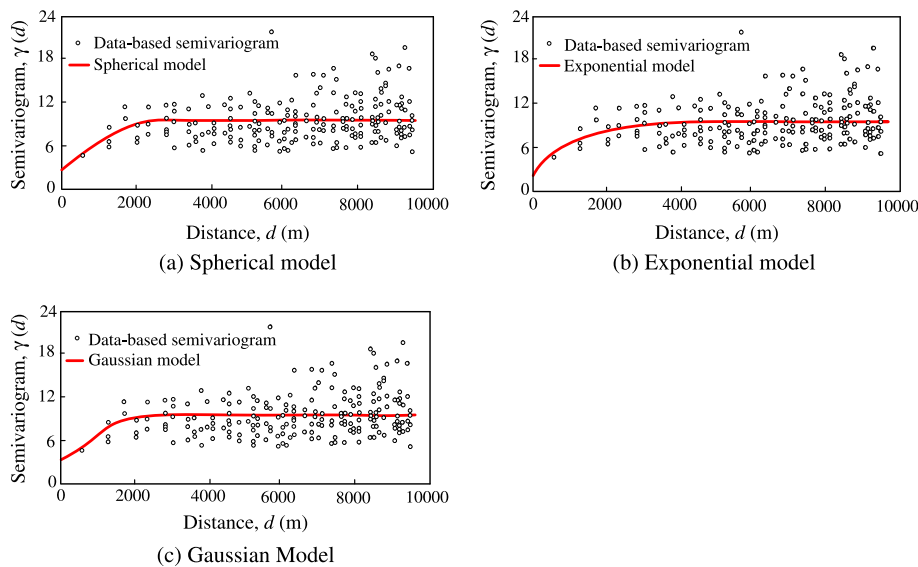 24
18
12
6
0
Semivariogram, γ (d)
Data-based semivariogram
Spherical model
0 2000 4000 6000 8000 10000
Distance, d (m)
(a) Spherical model
24
18
12
6
0
Semivariogram, γ (d)
Data-based semivariogram
Exponential model
0 2000 4000 6000 8000 10000
Distance, d (m)
(b) Exponential model
24
18
12
6
0
Semivariogram, γ (d)
Data-based semivariogram
Gaussian model
0 2000 4000 6000 8000 10000
Distance, d (m)
(c) Gaussian Model